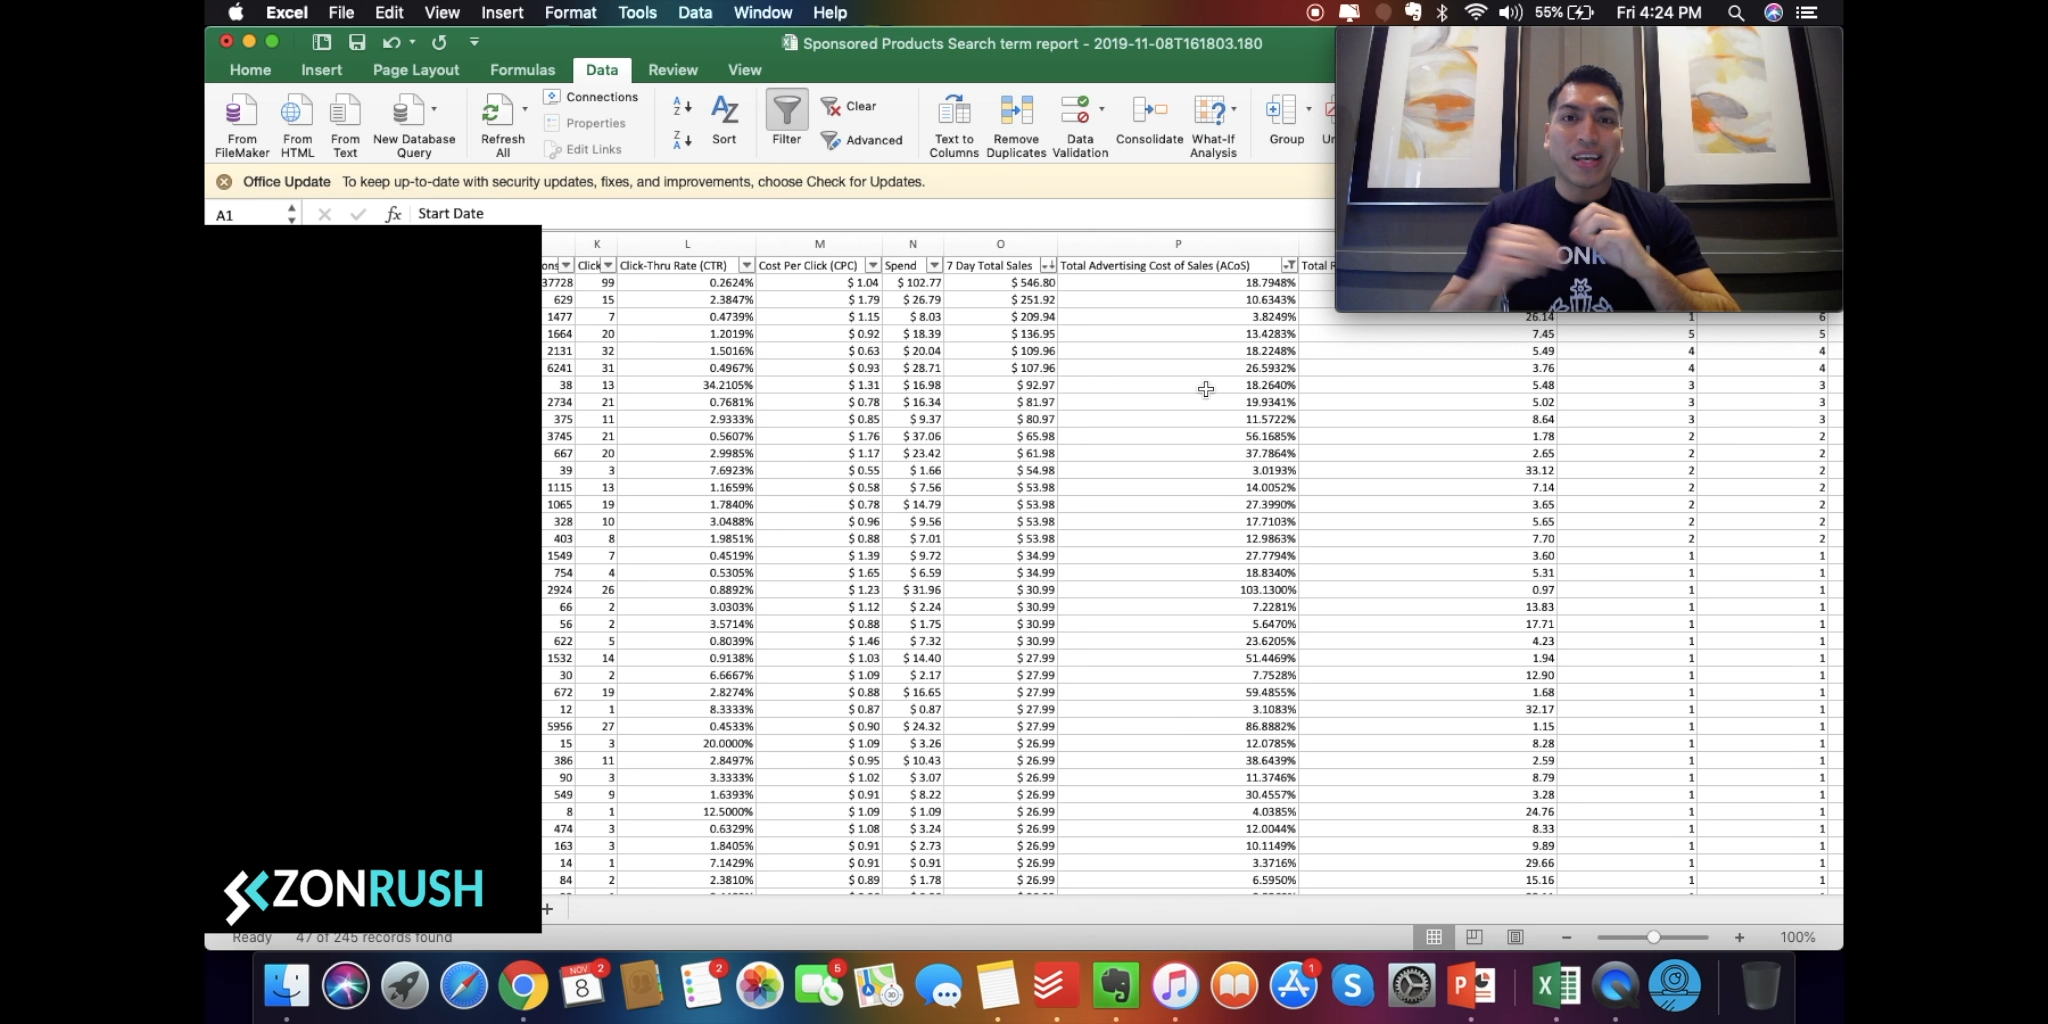 Excel File Edit View Insert Format Tools Data Window Help 55% Fri 4:24 PM
Sponsored Products Search term report - 2019-11-08T161803.180
Home Insert Page Layout Formulas Data Review View
From FileMaker From HTML From Text New Database Query Refresh All Connections Properties Edit Links Sort Filter Clear Advanced Text to Columns Remove Duplicates Data Validation Consolidate What-If Analysis Group
Office Update To keep up-to-date with security updates, fixes, and improvements, choose Check for Updates.
A1 fx Start Date
K L M N O P
ons Click Click-Thru Rate (CTR) Cost Per Click (CPC) Spend 7 Day Total Sales Total Advertising Cost of Sales (ACoS) Total R
37728 99 0.2624% $ 1.04 $ 102.77 $ 546.80 18.7948%
629 15 2.3847% $ 1.79 $ 26.79 $ 251.92 10.6343%
1477 7 0.4739% $ 1.15 $ 8.03 $ 209.94 3.8249% 26.14 1 6
1664 20 1.2019% $ 0.92 $ 18.39 $ 136.95 13.4283% 7.45 5 5
2131 32 1.5016% $ 0.63 $ 20.04 $ 109.96 18.2248% 5.49 4 4
6241 31 0.4967% $ 0.93 $ 28.71 $ 107.96 26.5932% 3.76 4 4
38 13 34.2105% $ 1.31 $ 16.98 $ 92.97 18.2640% 5.48 3 3
2734 21 0.7681% $ 0.78 $ 16.34 $ 81.97 19.9341% 5.02 3 3
375 11 2.9333% $ 0.85 $ 9.37 $ 80.97 11.5722% 8.64 3 3
3745 21 0.5607% $ 1.76 $ 37.06 $ 65.98 56.1685% 1.78 2 2
667 20 2.9985% $ 1.17 $ 23.42 $ 61.98 37.7864% 2.65 2 2
39 3 7.6923% $ 0.55 $ 1.66 $ 54.98 3.0193% 33.12 2 2
1115 13 1.1659% $ 0.58 $ 7.56 $ 53.98 14.0052% 7.14 2 2
1065 19 1.7840% $ 0.78 $ 14.79 $ 53.98 27.3990% 3.65 2 2
328 10 3.0488% $ 0.96 $ 9.56 $ 53.98 17.7103% 5.65 2 2
403 8 1.9851% $ 0.88 $ 7.01 $ 53.98 12.9863% 7.70 2 2
1549 7 0.4519% $ 1.39 $ 9.72 $ 34.99 27.7794% 3.60 1 1
754 4 0.5305% $ 1.65 $ 6.59 $ 34.99 18.8340% 5.31 1 1
2924 26 0.8892% $ 1.23 $ 31.96 $ 30.99 103.1300% 0.97 1 1
66 2 3.0303% $ 1.12 $ 2.24 $ 30.99 7.2281% 13.83 1 1
56 2 3.5714% $ 0.88 $ 1.75 $ 30.99 5.6470% 17.71 1 1
622 5 0.8039% $ 1.46 $ 7.32 $ 30.99 23.6205% 4.23 1 1
1532 14 0.9138% $ 1.03 $ 14.40 $ 27.99 51.4469% 1.94 1 1
30 2 6.6667% $ 1.09 $ 2.17 $ 27.99 7.7528% 12.90 1 1
672 19 2.8274% $ 0.88 $ 16.65 $ 27.99 59.4855% 1.68 1 1
12 1 8.3333% $ 0.87 $ 0.87 $ 27.99 3.1083% 32.17 1 1
5956 27 0.4533% $ 0.90 $ 24.32 $ 27.99 86.8882% 1.15 1 1
15 3 20.0000% $ 1.09 $ 3.26 $ 26.99 12.0785% 8.28 1 1
386 11 2.8497% $ 0.95 $ 10.43 $ 26.99 38.6439% 2.59 1 1
90 3 3.3333% $ 1.02 $ 3.07 $ 26.99 11.3746% 8.79 1 1
549 9 1.6393% $ 0.91 $ 8.22 $ 26.99 30.4557% 3.28 1 1
8 1 12.5000% $ 1.09 $ 1.09 $ 26.99 4.0385% 24.76 1 1
474 3 0.6329% $ 1.08 $ 3.24 $ 26.99 12.0044% 8.33 1 1
163 3 1.8405% $ 0.91 $ 2.73 $ 26.99 10.1149% 9.89 1 1
14 1 7.1429% $ 0.91 $ 0.91 $ 26.99 3.3716% 29.66 1 1
84 2 2.3810% $ 0.89 $ 1.78 $ 26.99 6.5950% 15.16 1 1
ZONRUSH
Ready 47 of 245 records found 100%
2 NOV 8 2 5 1